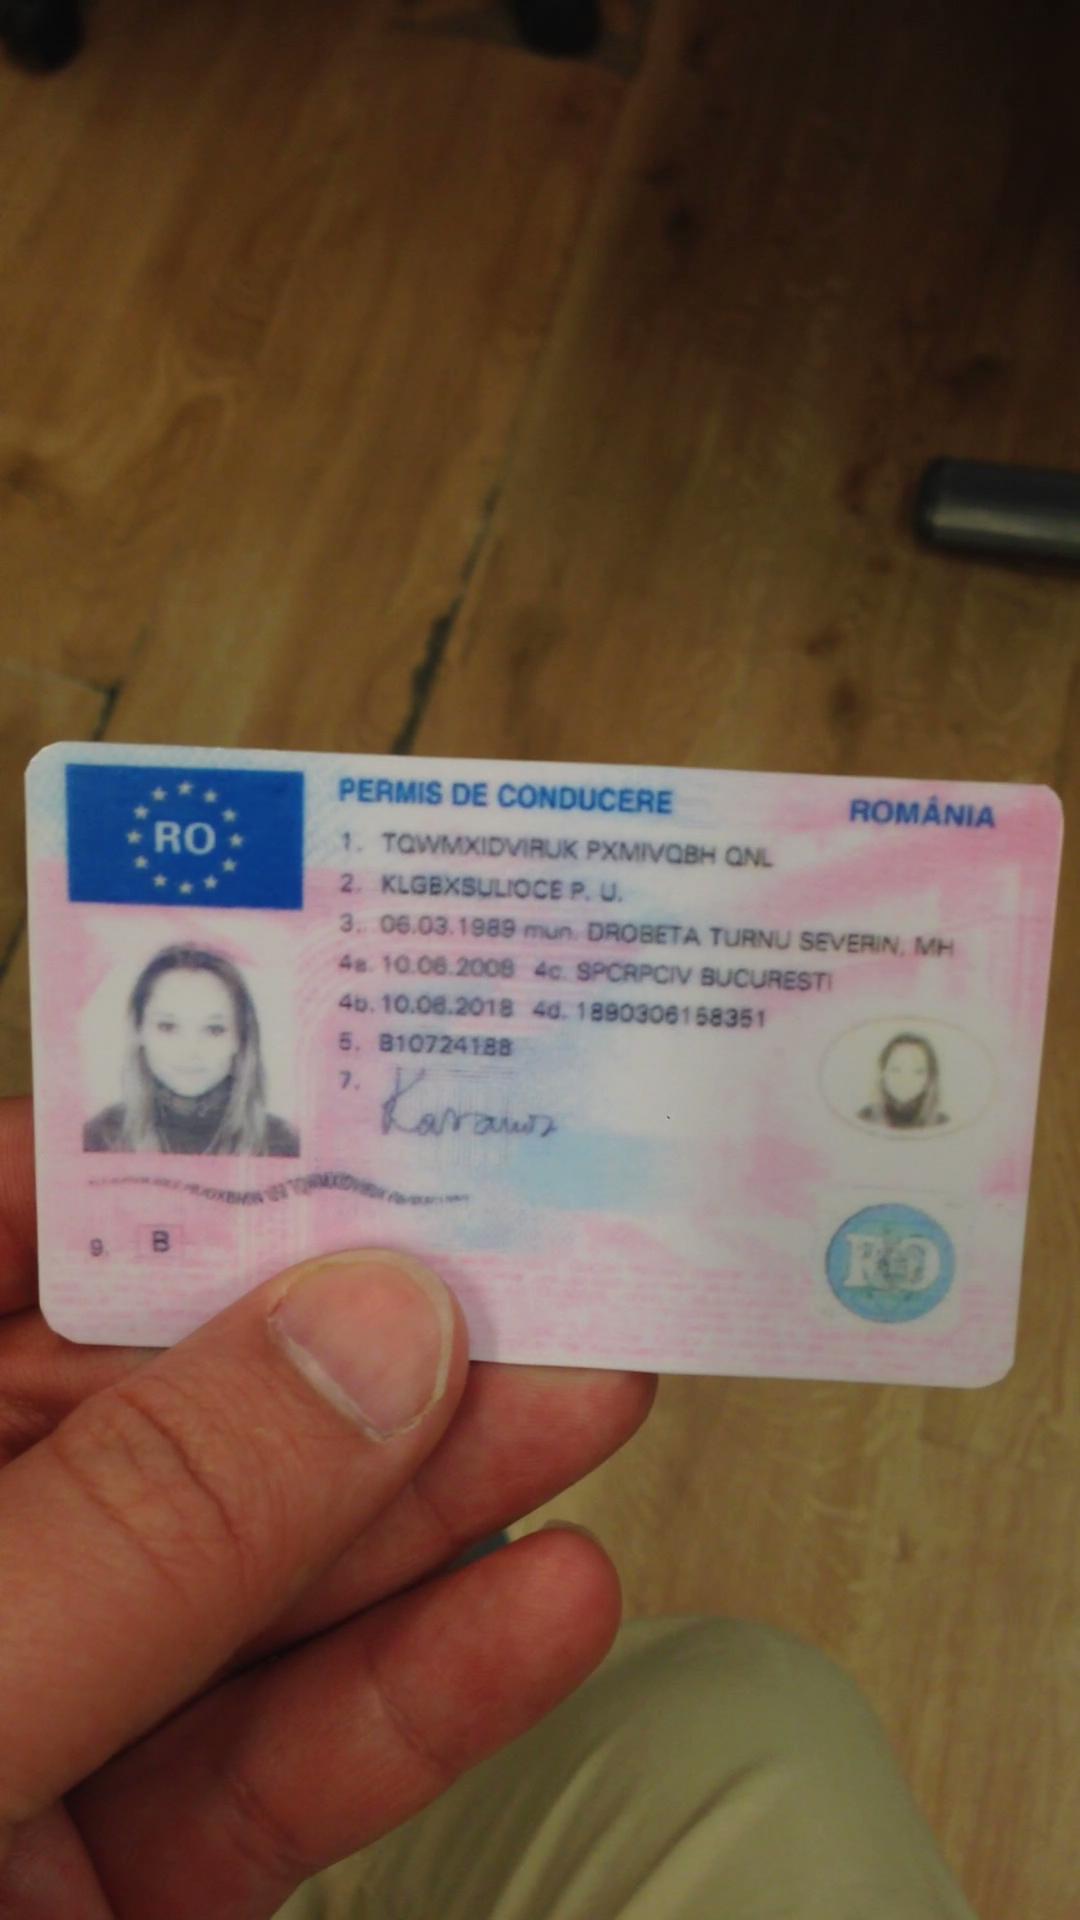 RO
PERMIS DE CONDUCERE ROMÂNIA
1. TQWMXIDVIRUK PXMIVQBH QNL
2. KLGBXSULIOCE P. U.
3. 06.03.1989 mun. DROBETA TURNU SEVERIN, MH
4a. 10.06.2008 4c. SPCRPCIV BUCURESTI
4b. 10.06.2018 4d. 1890306158351
5. B10724188
7.
TQWMXIDVIRUK
9. B
RO